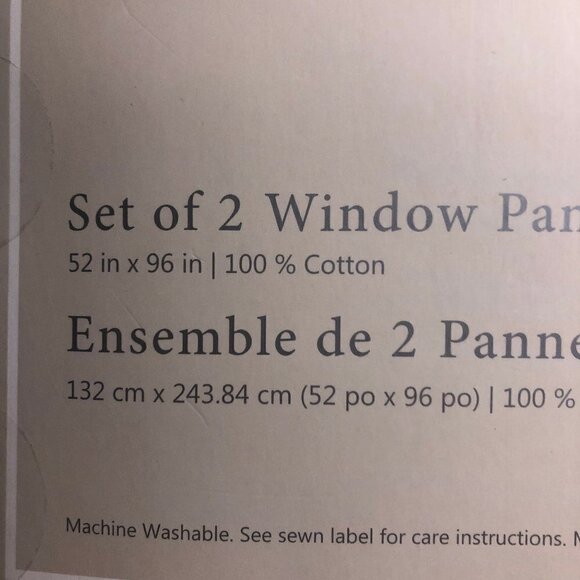 Set of 2 Window Pan
52 in x 96 in | 100 % Cotton
Ensemble de 2 Panne
132 cm x 243.84 cm (52 po x 96 po) | 100 %
Machine Washable. See sewn label for care instructions. M